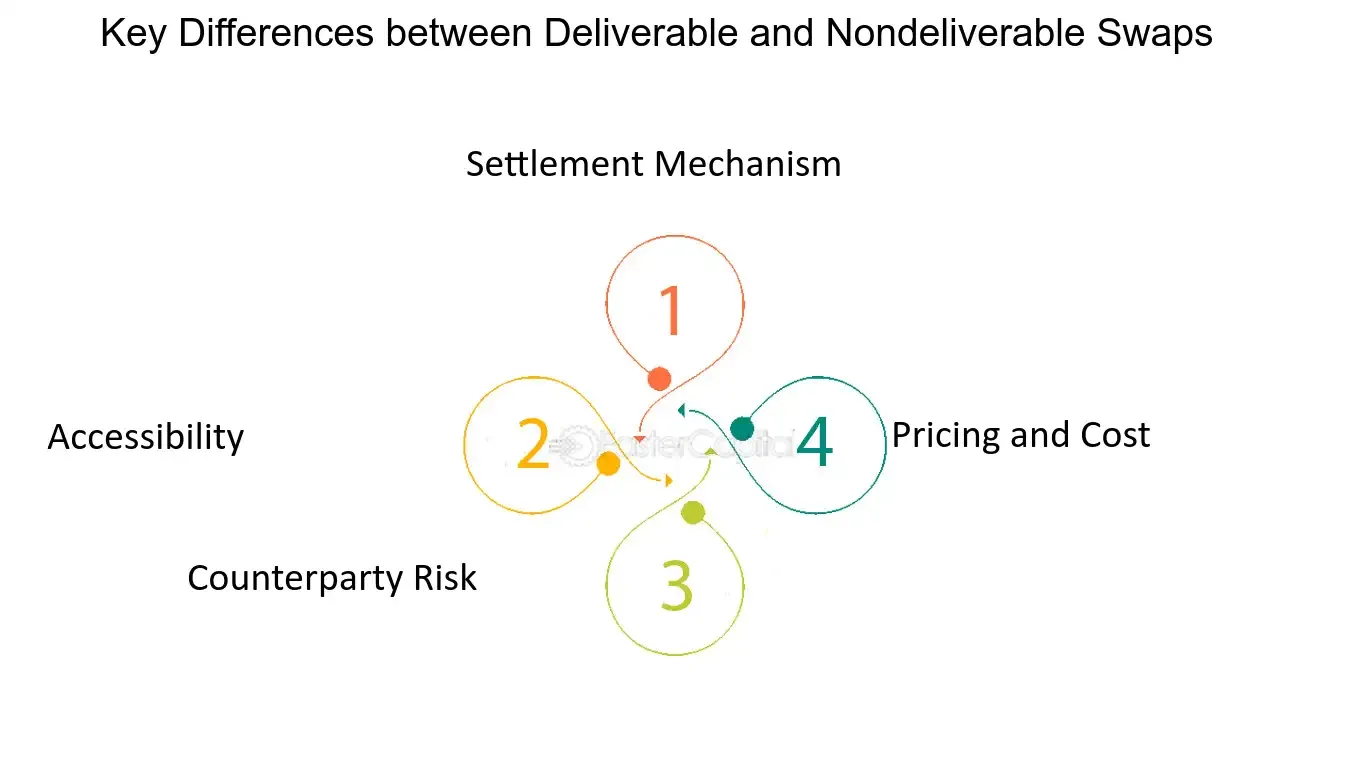 Key Differences between Deliverable and Nondeliverable Swaps
Settlement Mechanism
1
Accessibility
2
FasterCapital
4
Pricing and Cost
Counterparty Risk
3